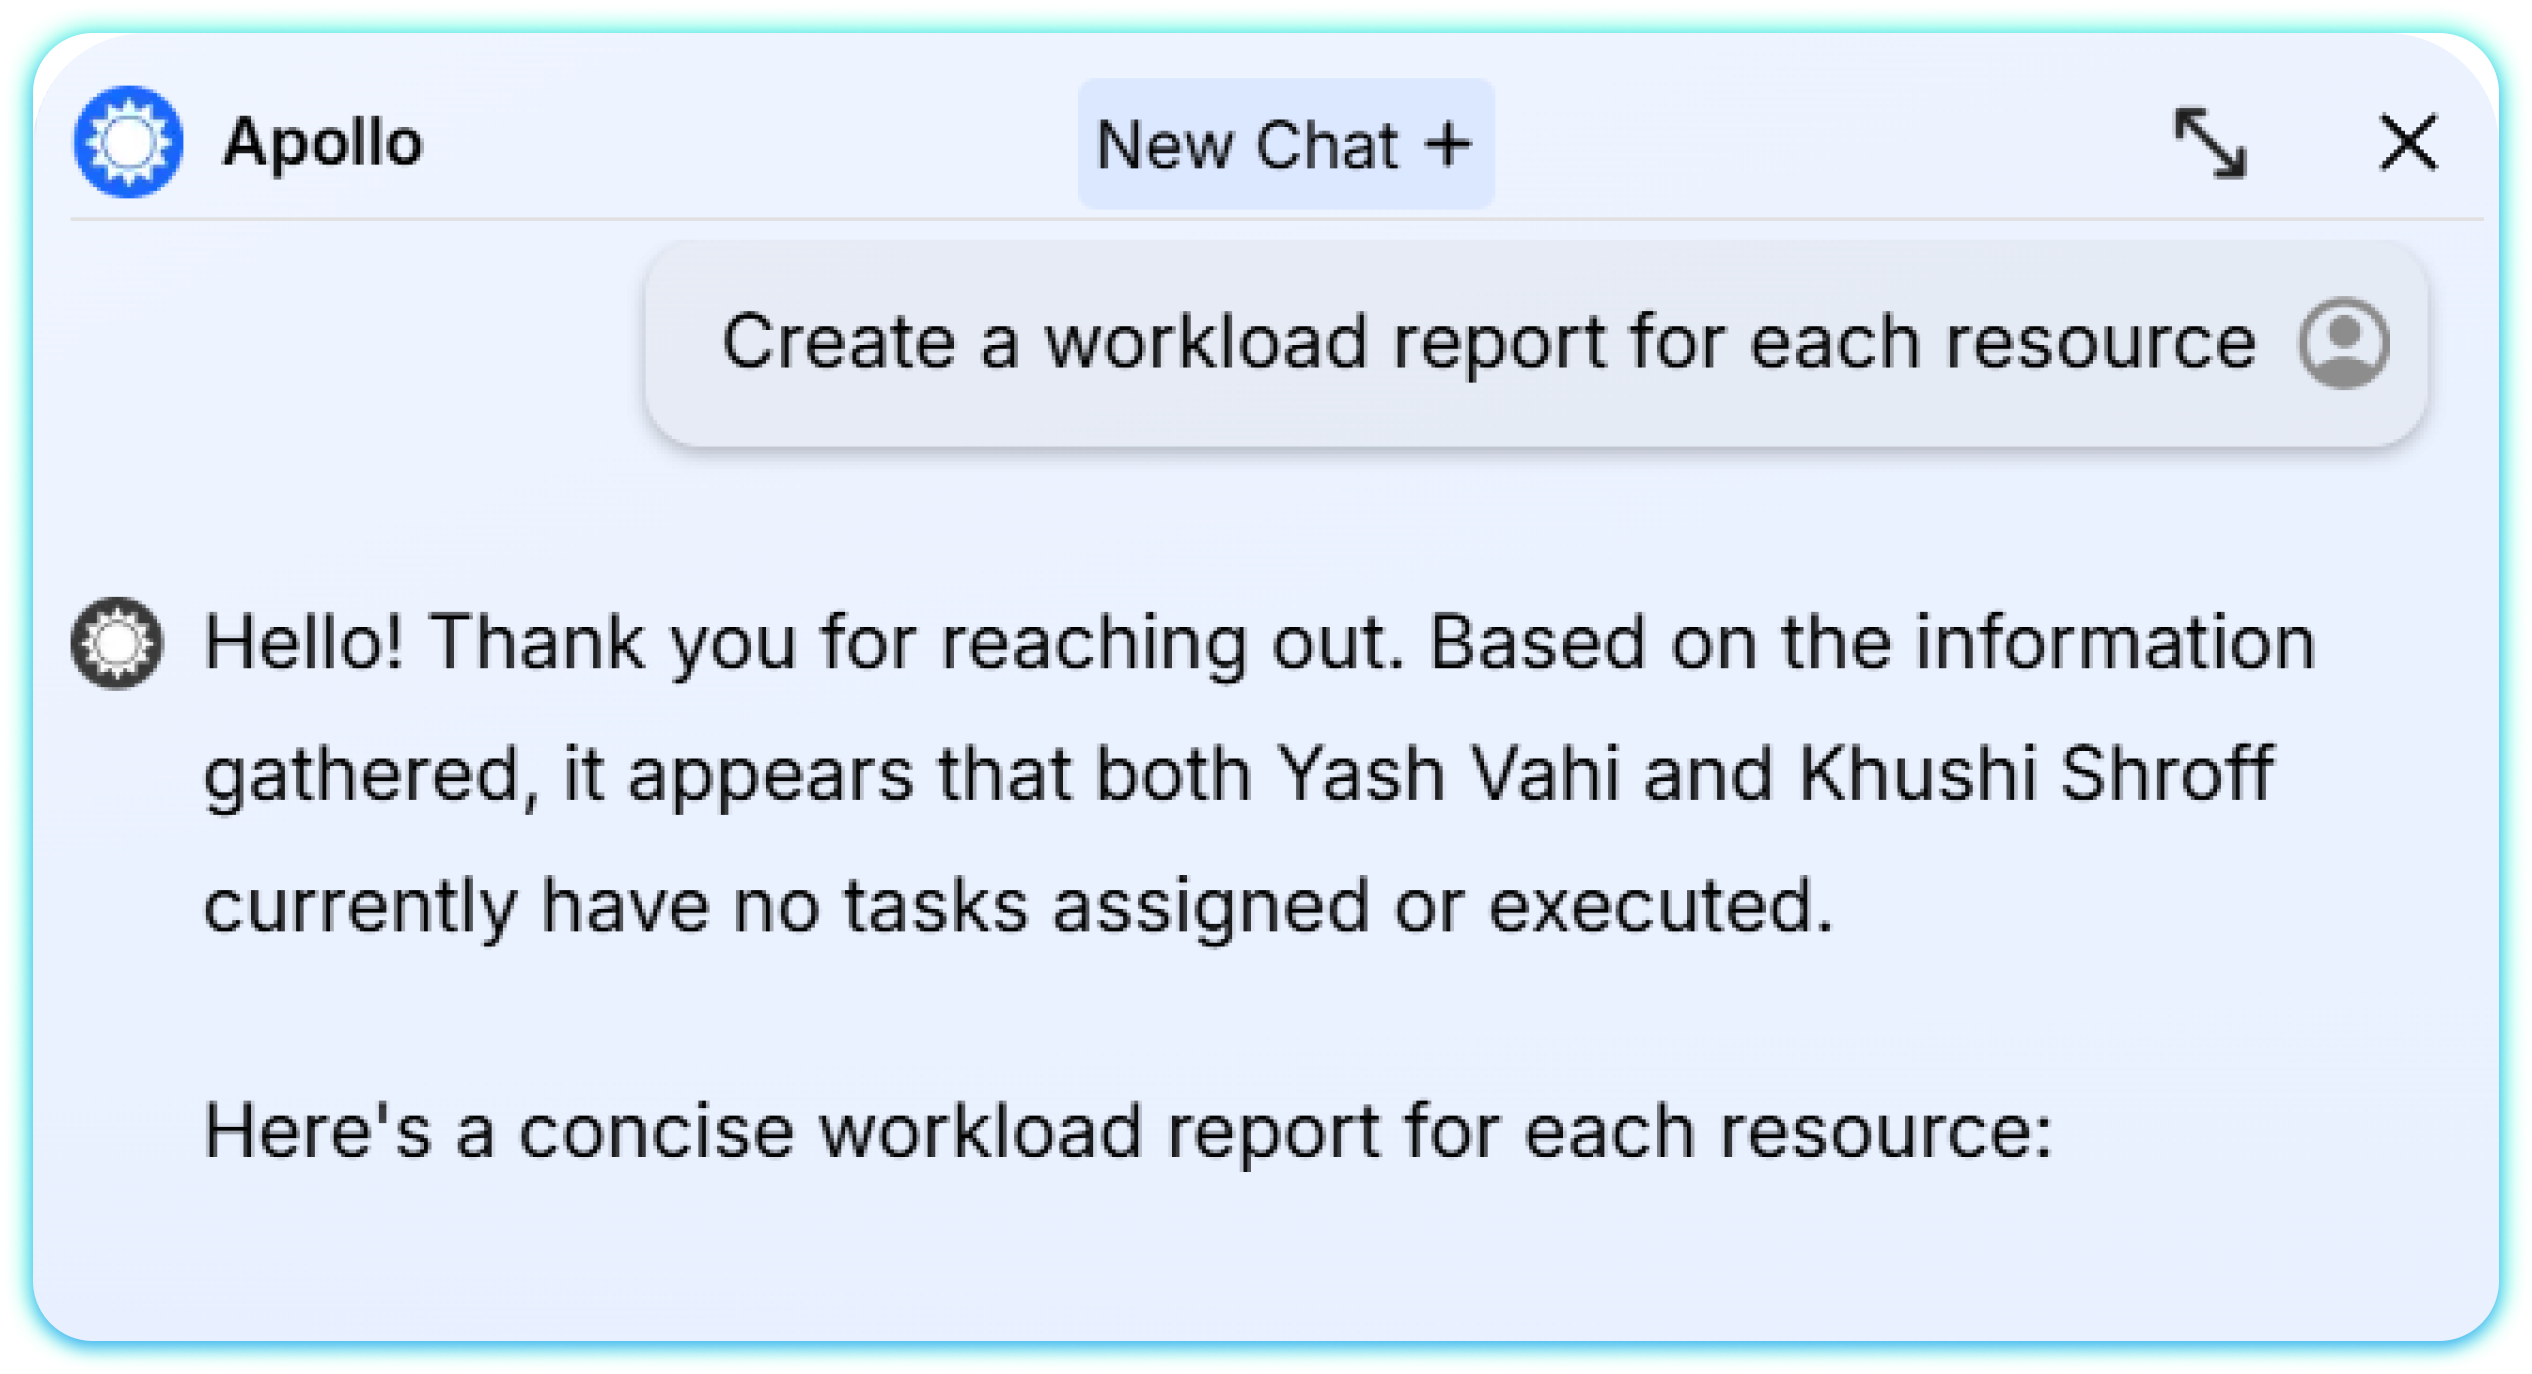 Apollo
New Chat +
Create a workload report for each resource
Hello! Thank you for reaching out. Based on the information
gathered, it appears that both Yash Vahi and Khushi Shroff
currently have no tasks assigned or executed.
Here's a concise workload report for each resource: